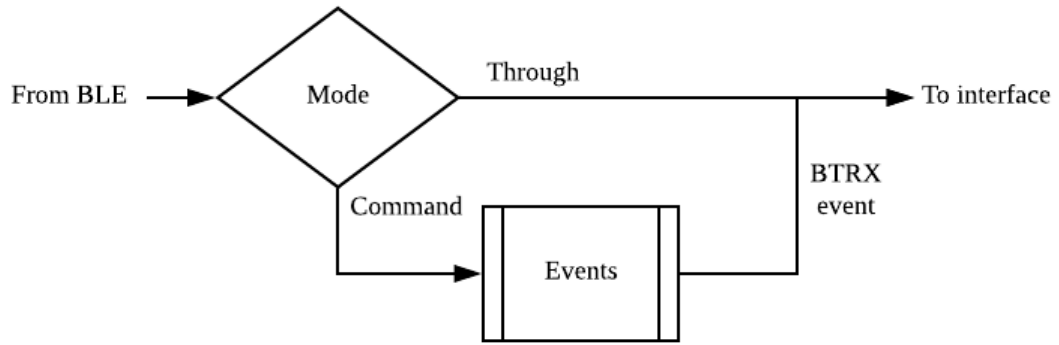 Through
From BLE
Mode
To interface
BTRX
event
Command
Events